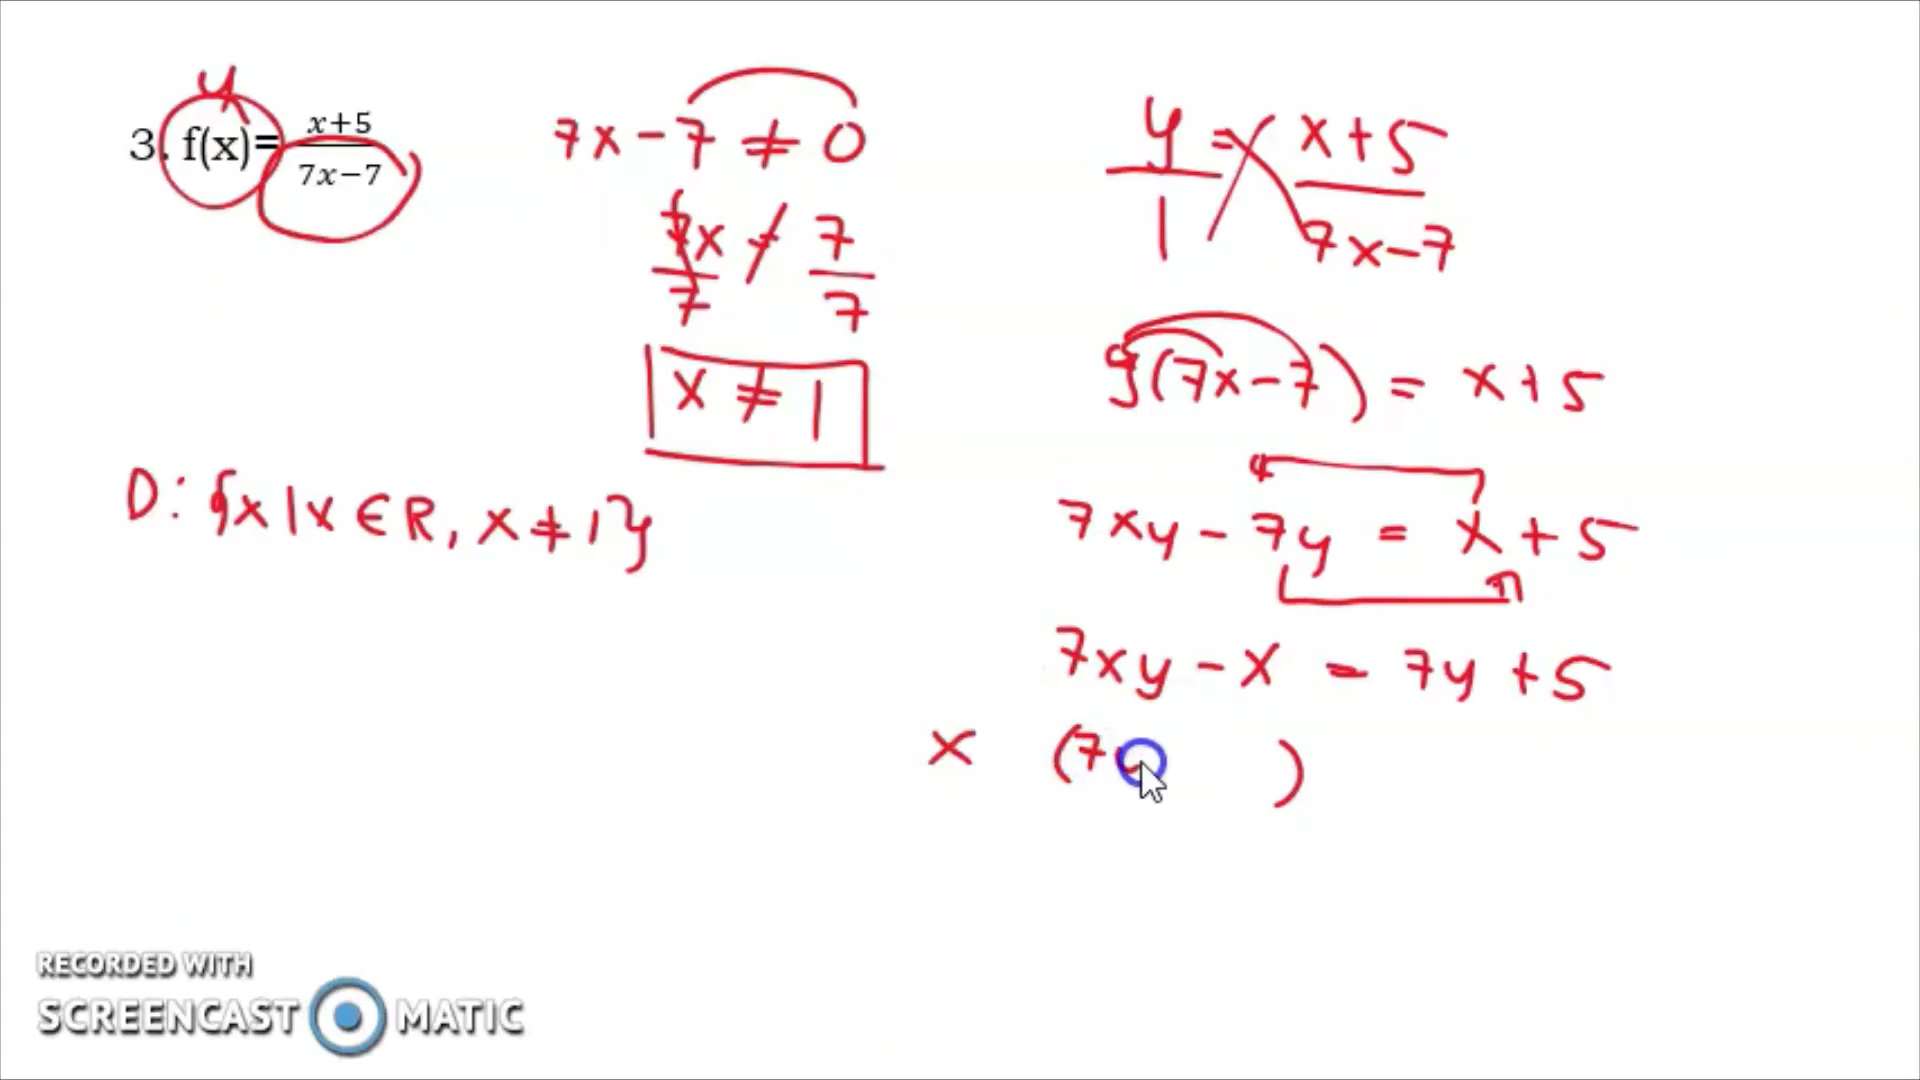 y
3. f(x)= x+5
7x−7
7x − 7 ≠ 0
7x ≠ 7
7 7
x ≠ 1
D: {x | x ∈ R, x ≠ 1}
y = x + 5
1 7x − 7
y(7x − 7) = x + 5
7xy − 7y = x + 5
7xy − x = 7y + 5
x (7y )
RECORDED WITH
SCREENCAST MATIC